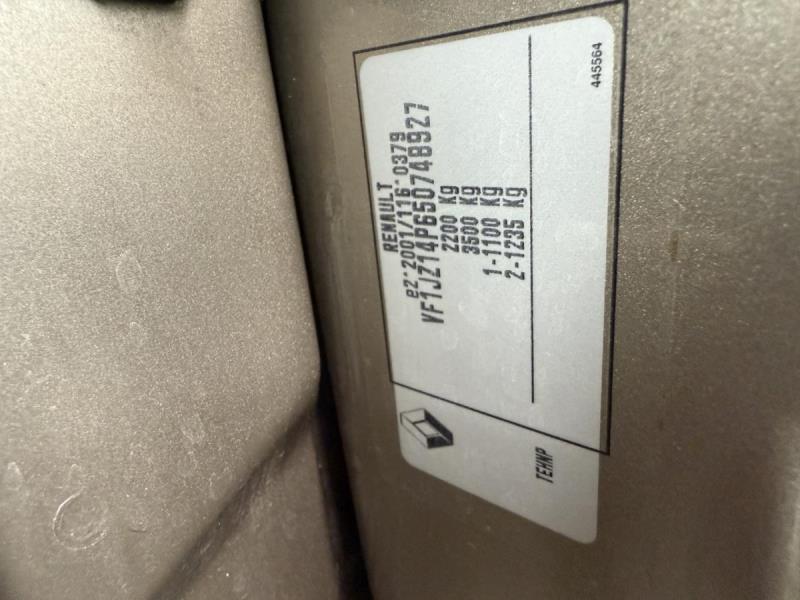 RENAULT
e2*2001/116*0379
VF1JZ14P650748927
2200 Kg
3500 Kg
1-1100 Kg
2-1235 Kg
445564
TEHNP